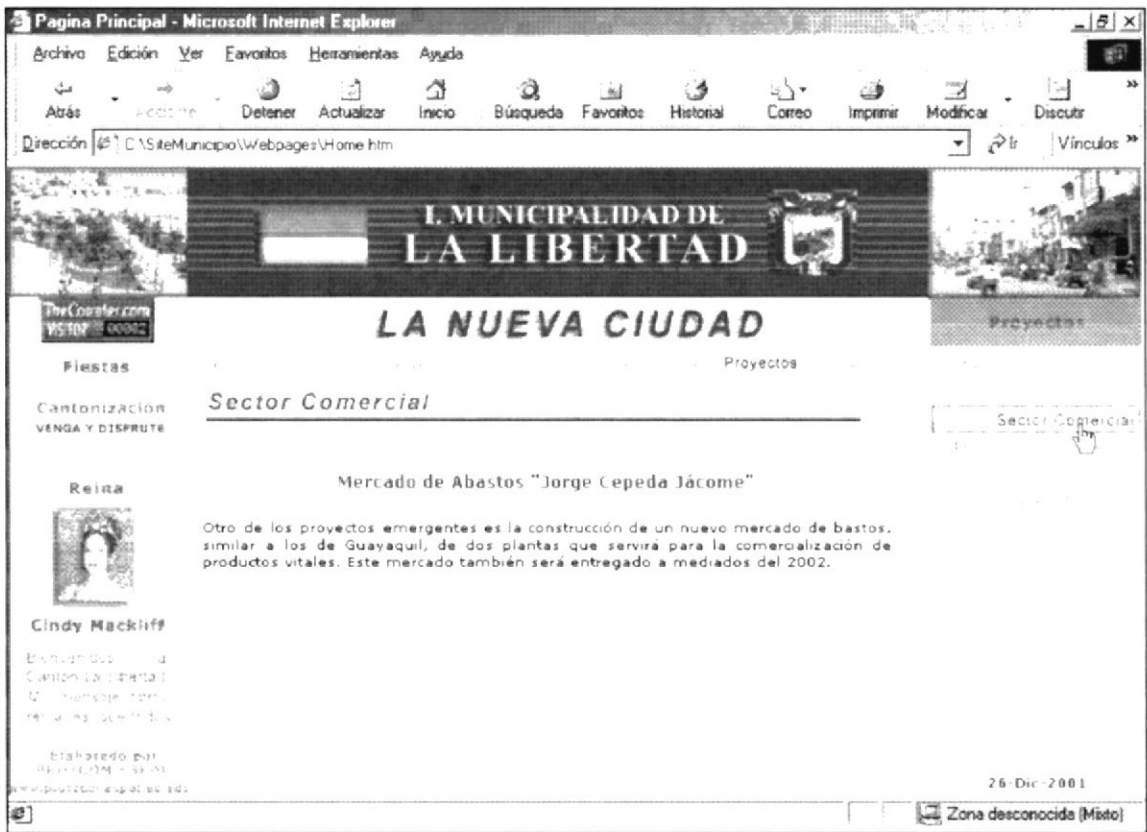 Pagina Principal - Microsoft Internet Explorer
Archivo Edición Ver Favoritos Herramientas Ayuda
Atrás Detener Actualizar Inicio Búsqueda Favoritos Historial Correo Imprimir Modificar Discutir
Dirección C:\SiteMunicipio\Webpages\Home.htm Ir Vínculos
I. MUNICIPALIDAD DE
LA LIBERTAD
TheCounter.com
LA NUEVA CIUDAD
Proyectos
Fiestas
Proyectos
Cantonización
VENGA Y DISFRUTE
Sector Comercial
Sector Comercial
Reina
Mercado de Abastos "Jorge Cepeda Jácome"
Otro de los proyectos emergentes es la construcción de un nuevo mercado de bastos,
similar a los de Guayaquil, de dos plantas que servirá para la comercialización de
productos vitales. Este mercado también será entregado a mediados del 2002.
Cindy Mackliff
Elaborado por
26-Dic-2001
Zona desconocida (Mixto)